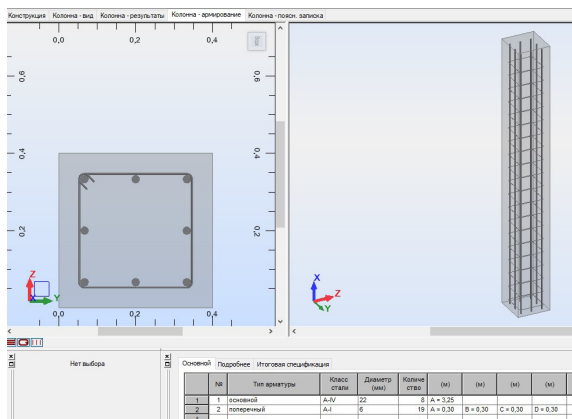 Конструкция Колонна - вид Колонна - результаты Колонна - армирование Колонна - поясн. записка
0,0 0,2 0,4
0,6 0,6
0,4 0,4
0,2 0,2
Z
X Y
0,0 0,2 0,4
X
Z
Y
Нет выбора
Основной Подробнее Итоговая спецификация
№ Тип арматуры Класс стали Диаметр (мм) Количе ство (м) (м) (м) (м)
1 1 основной A-IV 22 8 A = 3,25
2 2 поперечный A-I 6 19 A = 0,30 B = 0,30 C = 0,30 D = 0,30